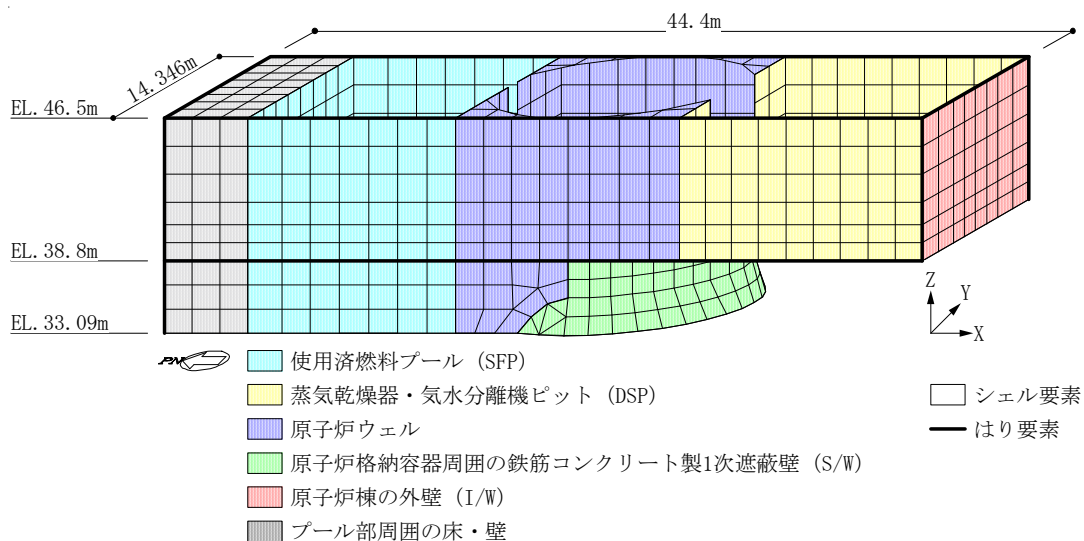 44.4m
14.346m
EL.46.5m
EL.38.8m
EL.33.09m
Z
Y
X
PN
使用済燃料プール (SFP)
蒸気乾燥器・気水分離機ピット (DSP)
シェル要素
原子炉ウェル
はり要素
原子炉格納容器周囲の鉄筋コンクリート製1次遮蔽壁 (S/W)
原子炉棟の外壁 (I/W)
プール部周囲の床・壁